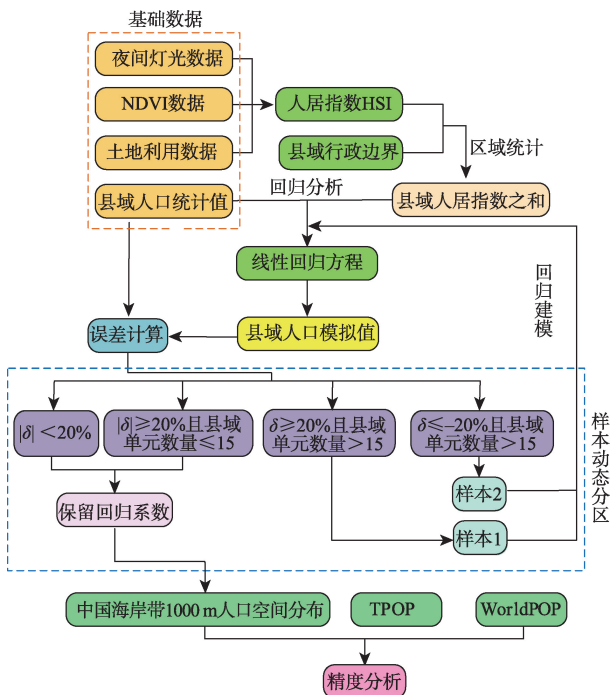 基础数据
夜间灯光数据
NDVI数据
人居指数HSI
土地利用数据
县域行政边界
区域统计
县域人口统计值
回归分析
县域人居指数之和
线性回归方程
回归建模
误差计算
县域人口模拟值
|δ|<20%
|δ|≥20%且县域
单元数量≤15
δ≥20%且县域
单元数量>15
δ≤-20%且县域
单元数量>15
样本动态分区
样本2
保留回归系数
样本1
中国海岸带1000 m人口空间分布
TPOP
WorldPOP
精度分析